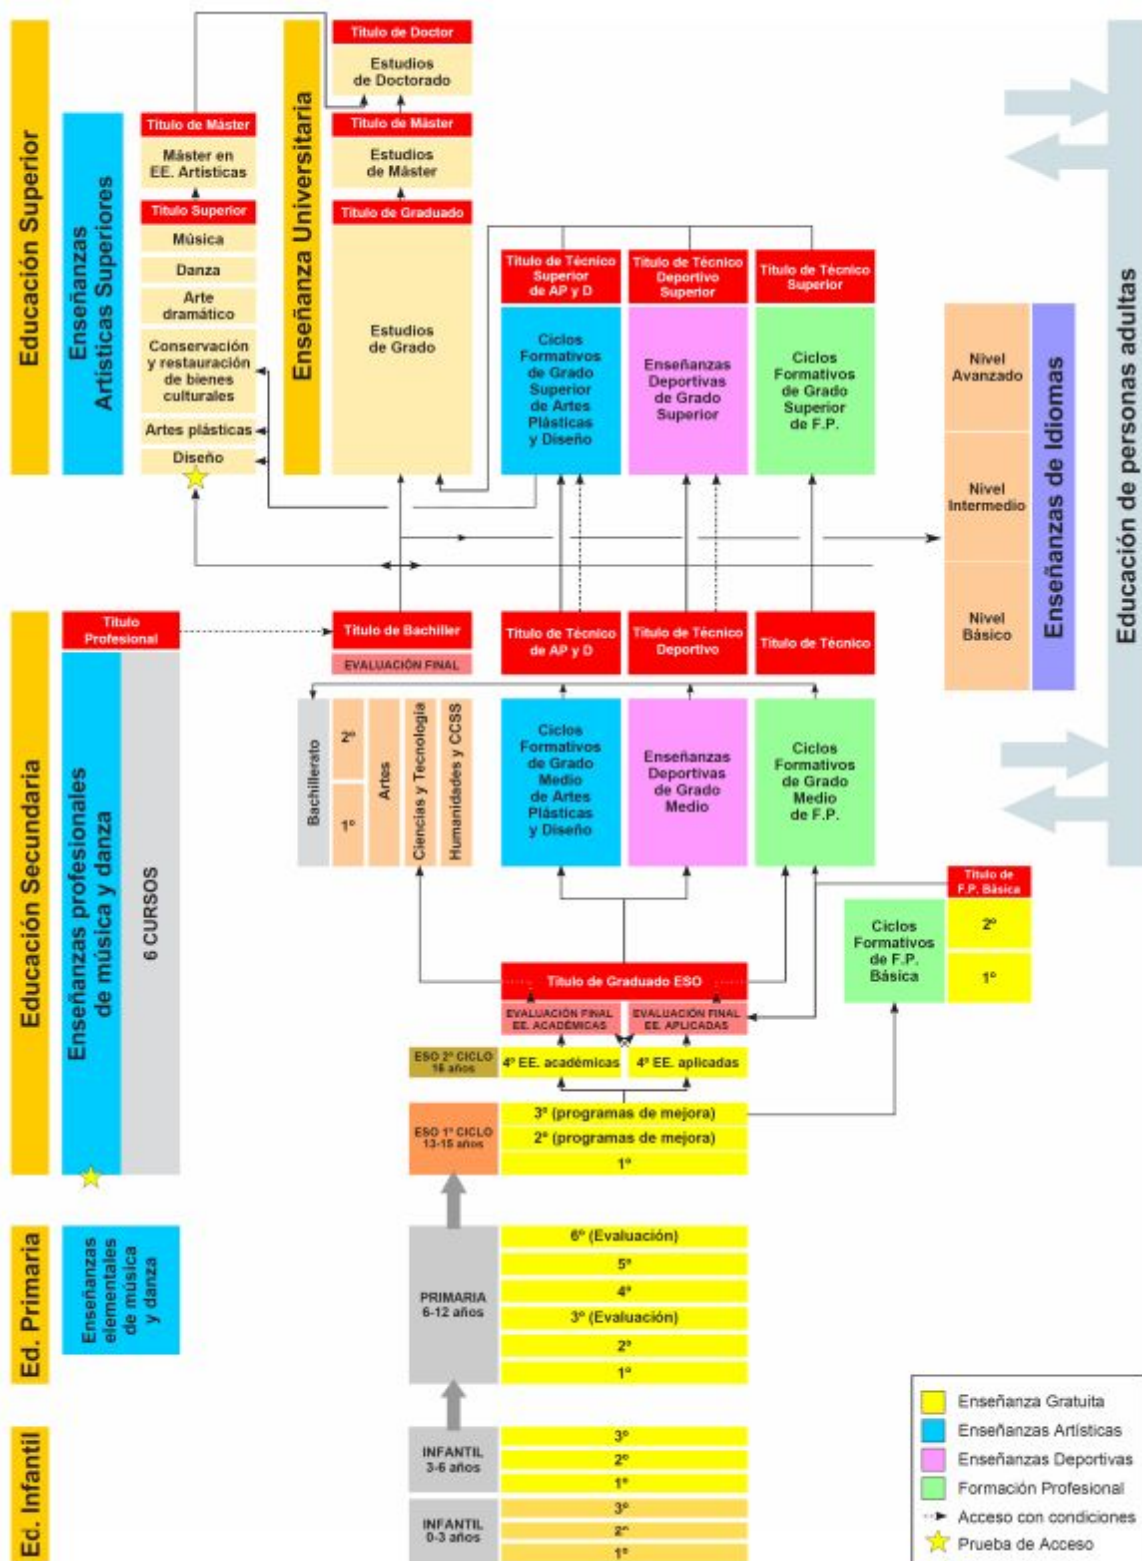 Educación Superior
Enseñanzas
Artísticas Superiores
Título de Máster
Máster en
EE. Artísticas
Título Superior
Música
Danza
Arte
dramático
Conservación
y restauración
de bienes
culturales
Artes plásticas
Diseño
Enseñanza Universitaria
Título de Doctor
Estudios
de Doctorado
Título de Máster
Estudios
de Máster
Título de Graduado
Estudios
de Grado
Título de Técnico
Superior
de AP y D
Ciclos
Formativos
de Grado
Superior
de Artes
Plásticas
y Diseño
Título de Técnico
Deportivo
Superior
Enseñanzas
Deportivas
de Grado
Superior
Título de Técnico
Superior
Ciclos
Formativos
de Grado
Superior
de F.P.
Nivel
Avanzado
Nivel
Intermedio
Nivel
Básico
Enseñanzas de Idiomas
Educación de personas adultas
Educación Secundaria
Título
Profesional
Enseñanzas profesionales
de música y danza
6 CURSOS
Título de Bachiller
EVALUACIÓN FINAL
Bachillerato
2º
1º
Artes
Ciencias y Tecnología
Humanidades y CCSS
Título de Técnico
de AP y D
Ciclos
Formativos
de Grado
Medio
de Artes
Plásticas
y Diseño
Título de Técnico
Deportivo
Enseñanzas
Deportivas
de Grado
Medio
Título de Técnico
Ciclos
Formativos
de Grado
Medio
de F.P.
Título de
F.P. Básica
Ciclos
Formativos
de F.P.
Básica
2º
1º
Título de Graduado ESO
EVALUACIÓN FINAL
EE. ACADÉMICAS
EVALUACIÓN FINAL
EE. APLICADAS
ESO 2º CICLO
16 años
4º EE. académicas
4º EE. aplicadas
ESO 1º CICLO
13-15 años
3º (programas de mejora)
2º (programas de mejora)
1º
Ed. Primaria
Enseñanzas
elementales
de música
y danza
PRIMARIA
6-12 años
6º (Evaluación)
5º
4º
3º (Evaluación)
2º
1º
Ed. Infantil
INFANTIL
3-6 años
3º
2º
1º
INFANTIL
0-3 años
3º
2º
1º
Enseñanza Gratuita
Enseñanzas Artísticas
Enseñanzas Deportivas
Formación Profesional
Acceso con condiciones
Prueba de Acceso